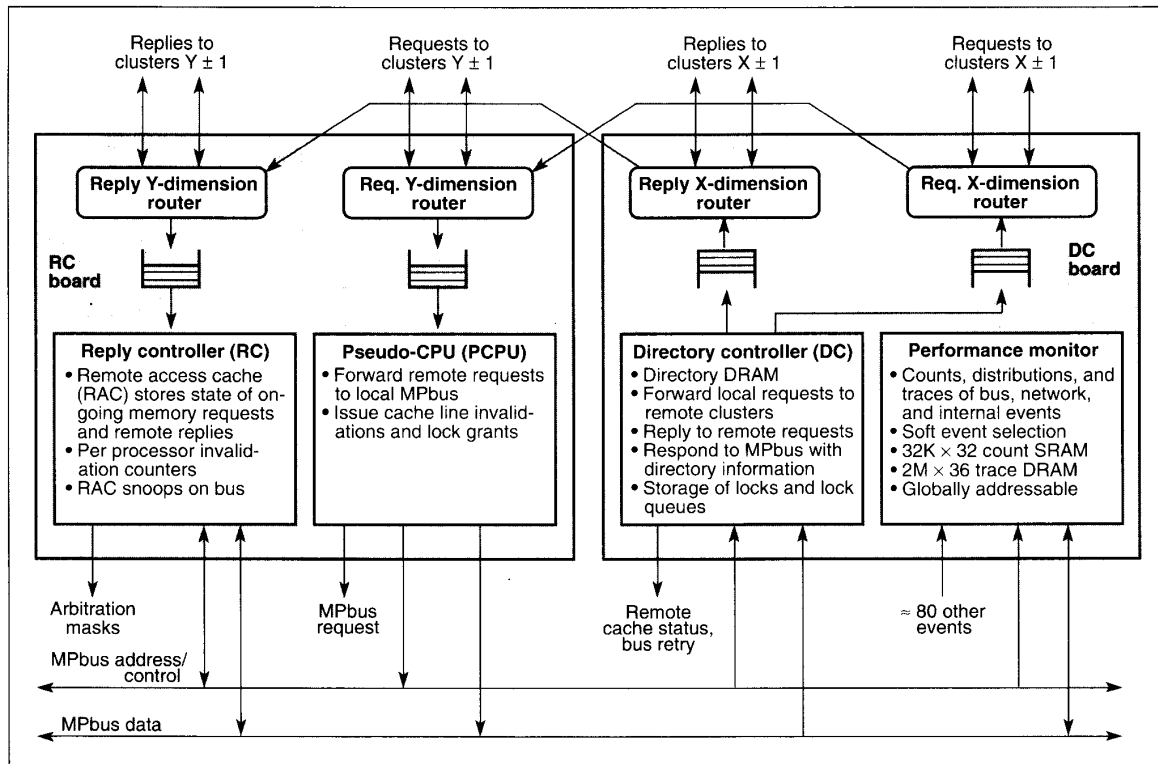 Replies to
clusters Y ± 1
Requests to
clusters Y ± 1
Replies to
clusters X ± 1
Requests to
clusters X ± 1
Reply Y-dimension
router
Req. Y-dimension
router
Reply X-dimension
router
Req. X-dimension
router
RC
board
DC
board
Reply controller (RC)
• Remote access cache
(RAC) stores state of on-
going memory requests
and remote replies
• Per processor invalid-
ation counters
• RAC snoops on bus
Pseudo-CPU (PCPU)
• Forward remote requests
to local MPbus
• Issue cache line invalid-
ations and lock grants
Directory controller (DC)
• Directory DRAM
• Forward local requests to
remote clusters
• Reply to remote requests
• Respond to MPbus with
directory information
• Storage of locks and lock
queues
Performance monitor
• Counts, distributions, and
traces of bus, network,
and internal events
• Soft event selection
• 32K × 32 count SRAM
• 2M × 36 trace DRAM
• Globally addressable
Arbitration
masks
MPbus
request
Remote
cache status,
bus retry
≈ 80 other
events
MPbus address/
control
MPbus data